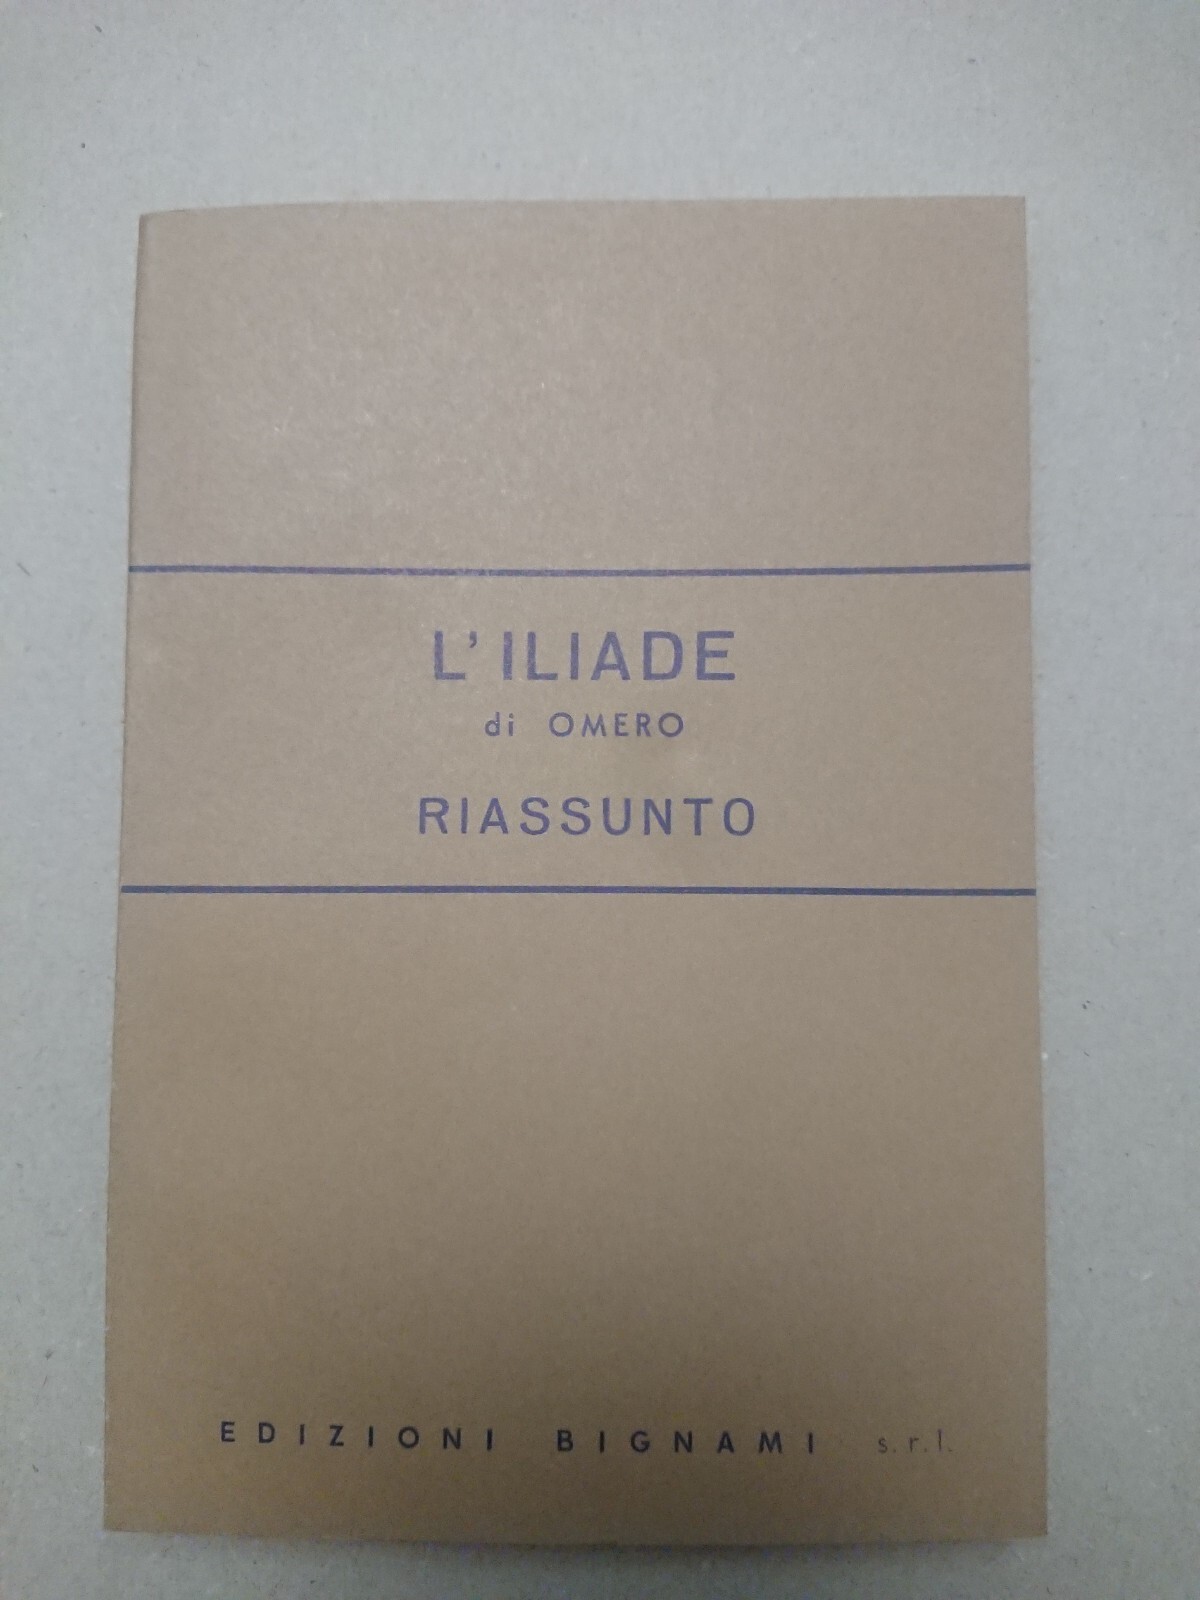 L'ILIADE
di OMERO
RIASSUNTO
EDIZIONI BIGNAMI s.r.l.